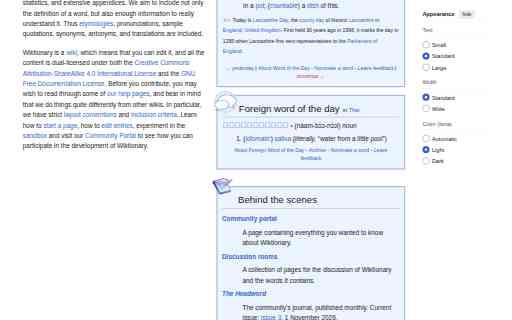 statistics, and extensive appendices. We aim to include not only
the definition of a word, but also enough information to really
understand it. Thus etymologies, pronunciations, sample
quotations, synonyms, antonyms, and translations are included.
Wiktionary is a wiki, which means that you can edit it, and all the
content is dual-licensed under both the Creative Commons
Attribution-ShareAlike 4.0 International License and the GNU
Free Documentation License. Before you contribute, you may
wish to read through some of our help pages, and bear in mind
that we do things quite differently from other wikis. In particular,
we have strict layout conventions and inclusion criteria. Learn
how to start a page, how to edit entries, experiment in the
sandbox and visit our Community Portal to see how you can
participate in the development of Wiktionary.
in a pot; (countable) a dish of this.
Today is Lancashire Day, the county day of historic Lancashire in
England, United Kingdom. First held 30 years ago in 1996, it marks the day in
1295 when Lancashire first sent representatives to the Parliament of
England.
← yesterday | About Word of the Day • Nominate a word • Leave feedback |
tomorrow →
Foreign word of the day in Thai
• (náam-bɔ̀ɔ-nɔ́ɔi) noun
1. (idiomatic) saliva (literally, “water from a little pool”)
About Foreign Word of the Day • Archive • Nominate a word • Leave
feedback
Behind the scenes
Community portal
A page containing everything you wanted to know
about Wiktionary.
Discussion rooms
A collection of pages for the discussion of Wiktionary
and the words it contains.
The Headword
The community's journal, published monthly. Current
issue: issue 3, 1 November 2026.
Appearance hide
Text
Small
Standard
Large
Width
Standard
Wide
Color (beta)
Automatic
Light
Dark